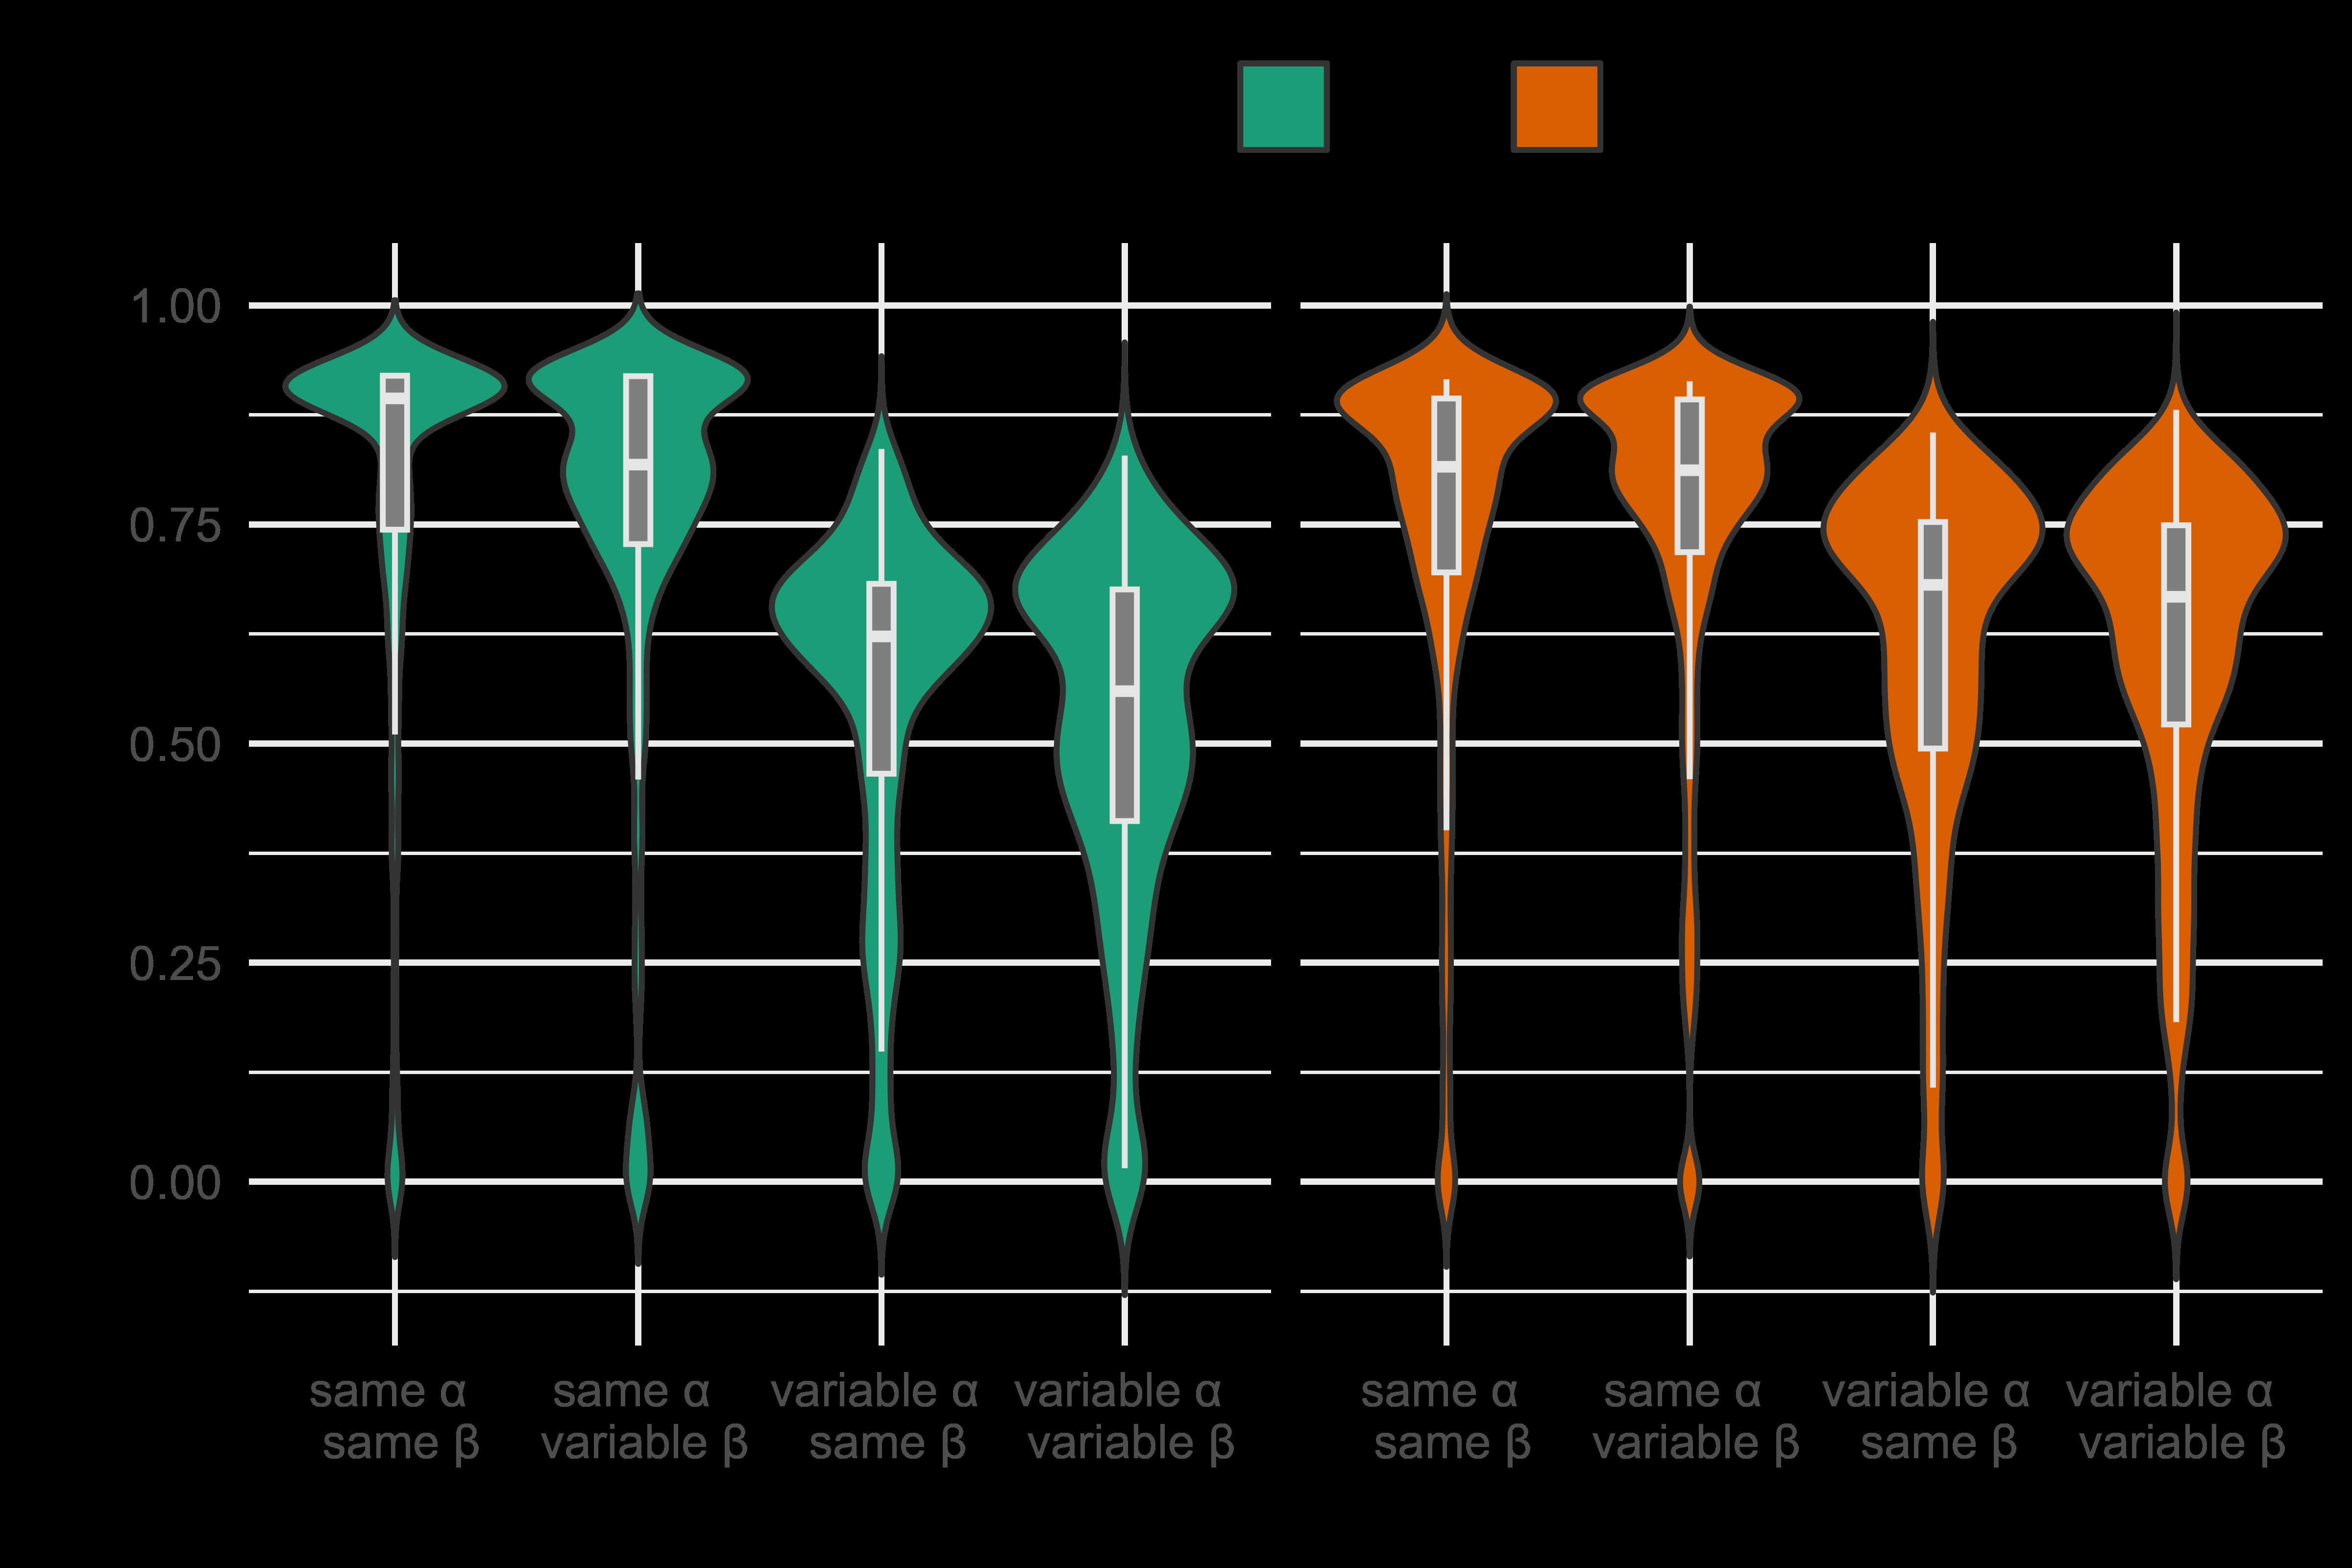 1.00
0.75
0.50
0.25
0.00
same α
same β
same α
variable β
variable α
same β
variable α
variable β
same α
same β
same α
variable β
variable α
same β
variable α
variable β